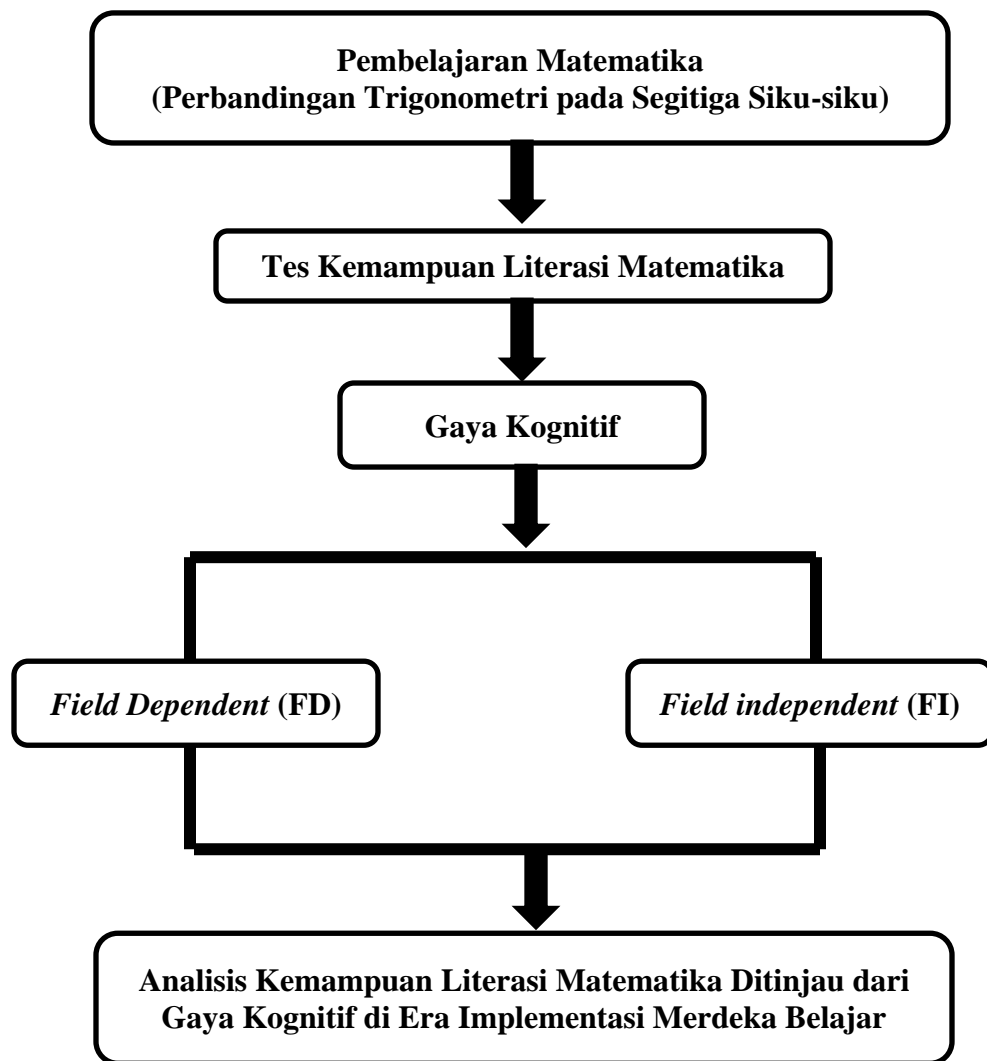 Pembelajaran Matematika
(Perbandingan Trigonometri pada Segitiga Siku-siku)
Tes Kemampuan Literasi Matematika
Gaya Kognitif
Field Dependent (FD)
Field independent (FI)
Analisis Kemampuan Literasi Matematika Ditinjau dari
Gaya Kognitif di Era Implementasi Merdeka Belajar